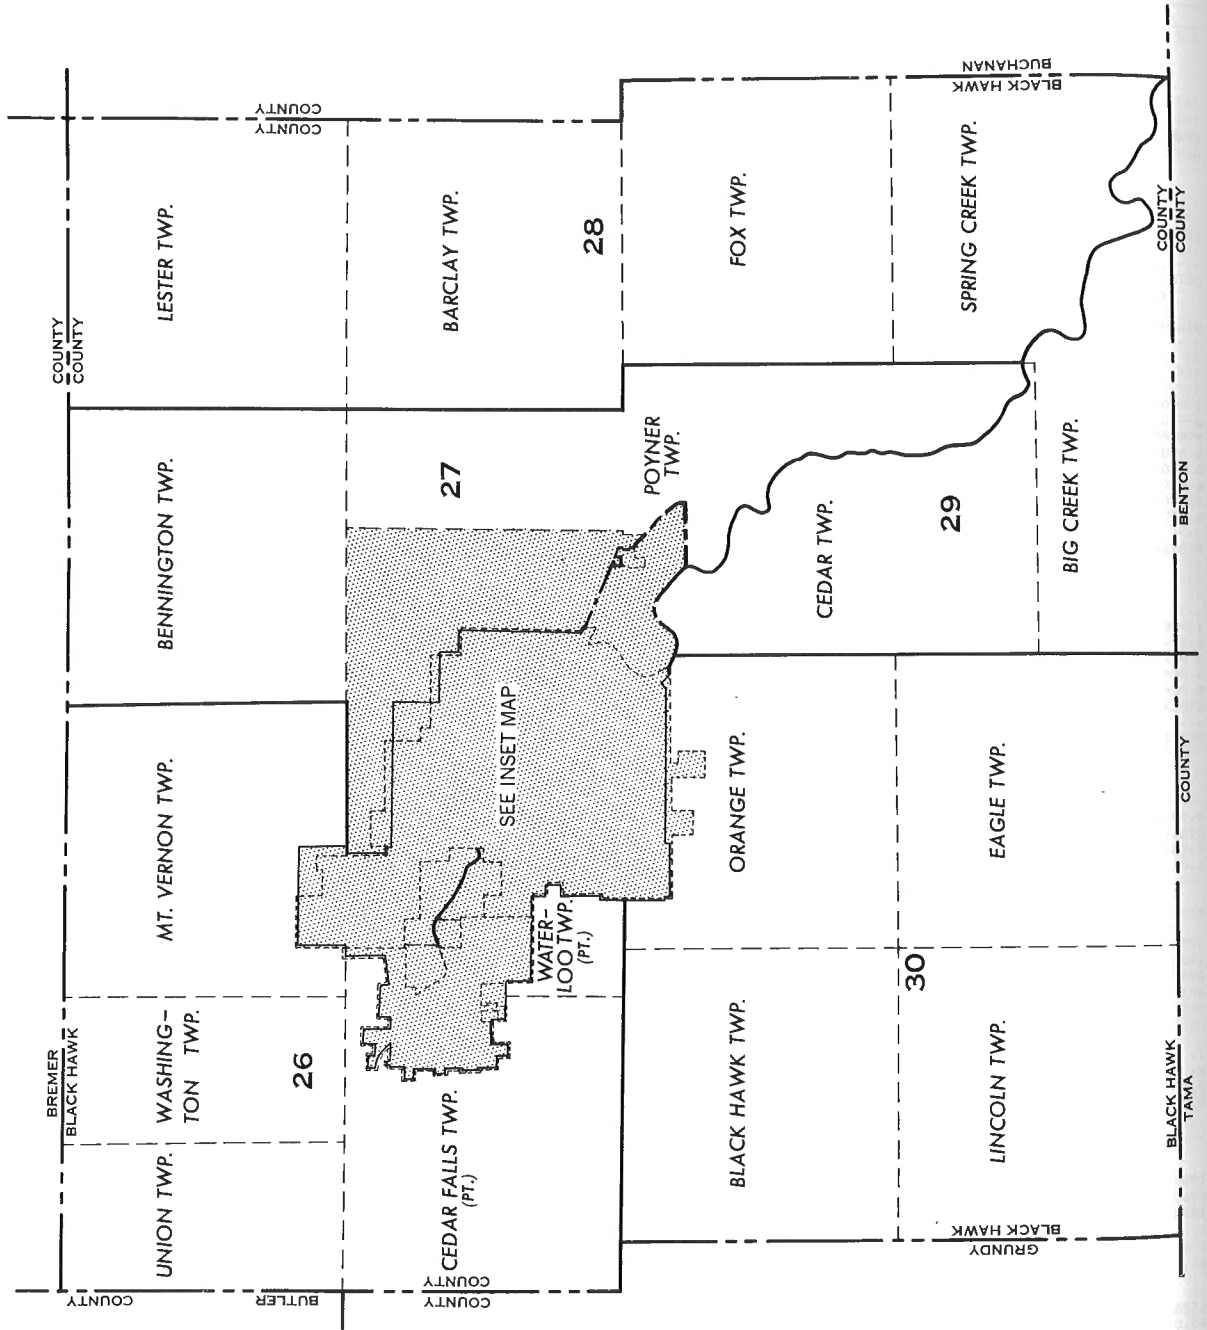 BREMER
BLACK HAWK
COUNTY
COUNTY
COUNTY
COUNTY
COUNTY
BUTLER
UNION TWP.
WASHING-
TON TWP.
26
MT. VERNON TWP.
BENNINGTON TWP.
LESTER TWP.
COUNTY
COUNTY
CEDAR FALLS TWP.
(PT.)
WATER-
LOO TWP.
(PT.)
SEE INSET MAP
27
BARCLAY TWP.
28
POYNER
TWP.
BLACK HAWK TWP.
ORANGE TWP.
CEDAR TWP.
FOX TWP.
30
29
LINCOLN TWP.
EAGLE TWP.
BIG CREEK TWP.
SPRING CREEK TWP.
BUCHANAN
BLACK HAWK
BLACK HAWK
GRUNDY
BLACK HAWK
TAMA
COUNTY
BENTON
COUNTY
COUNTY